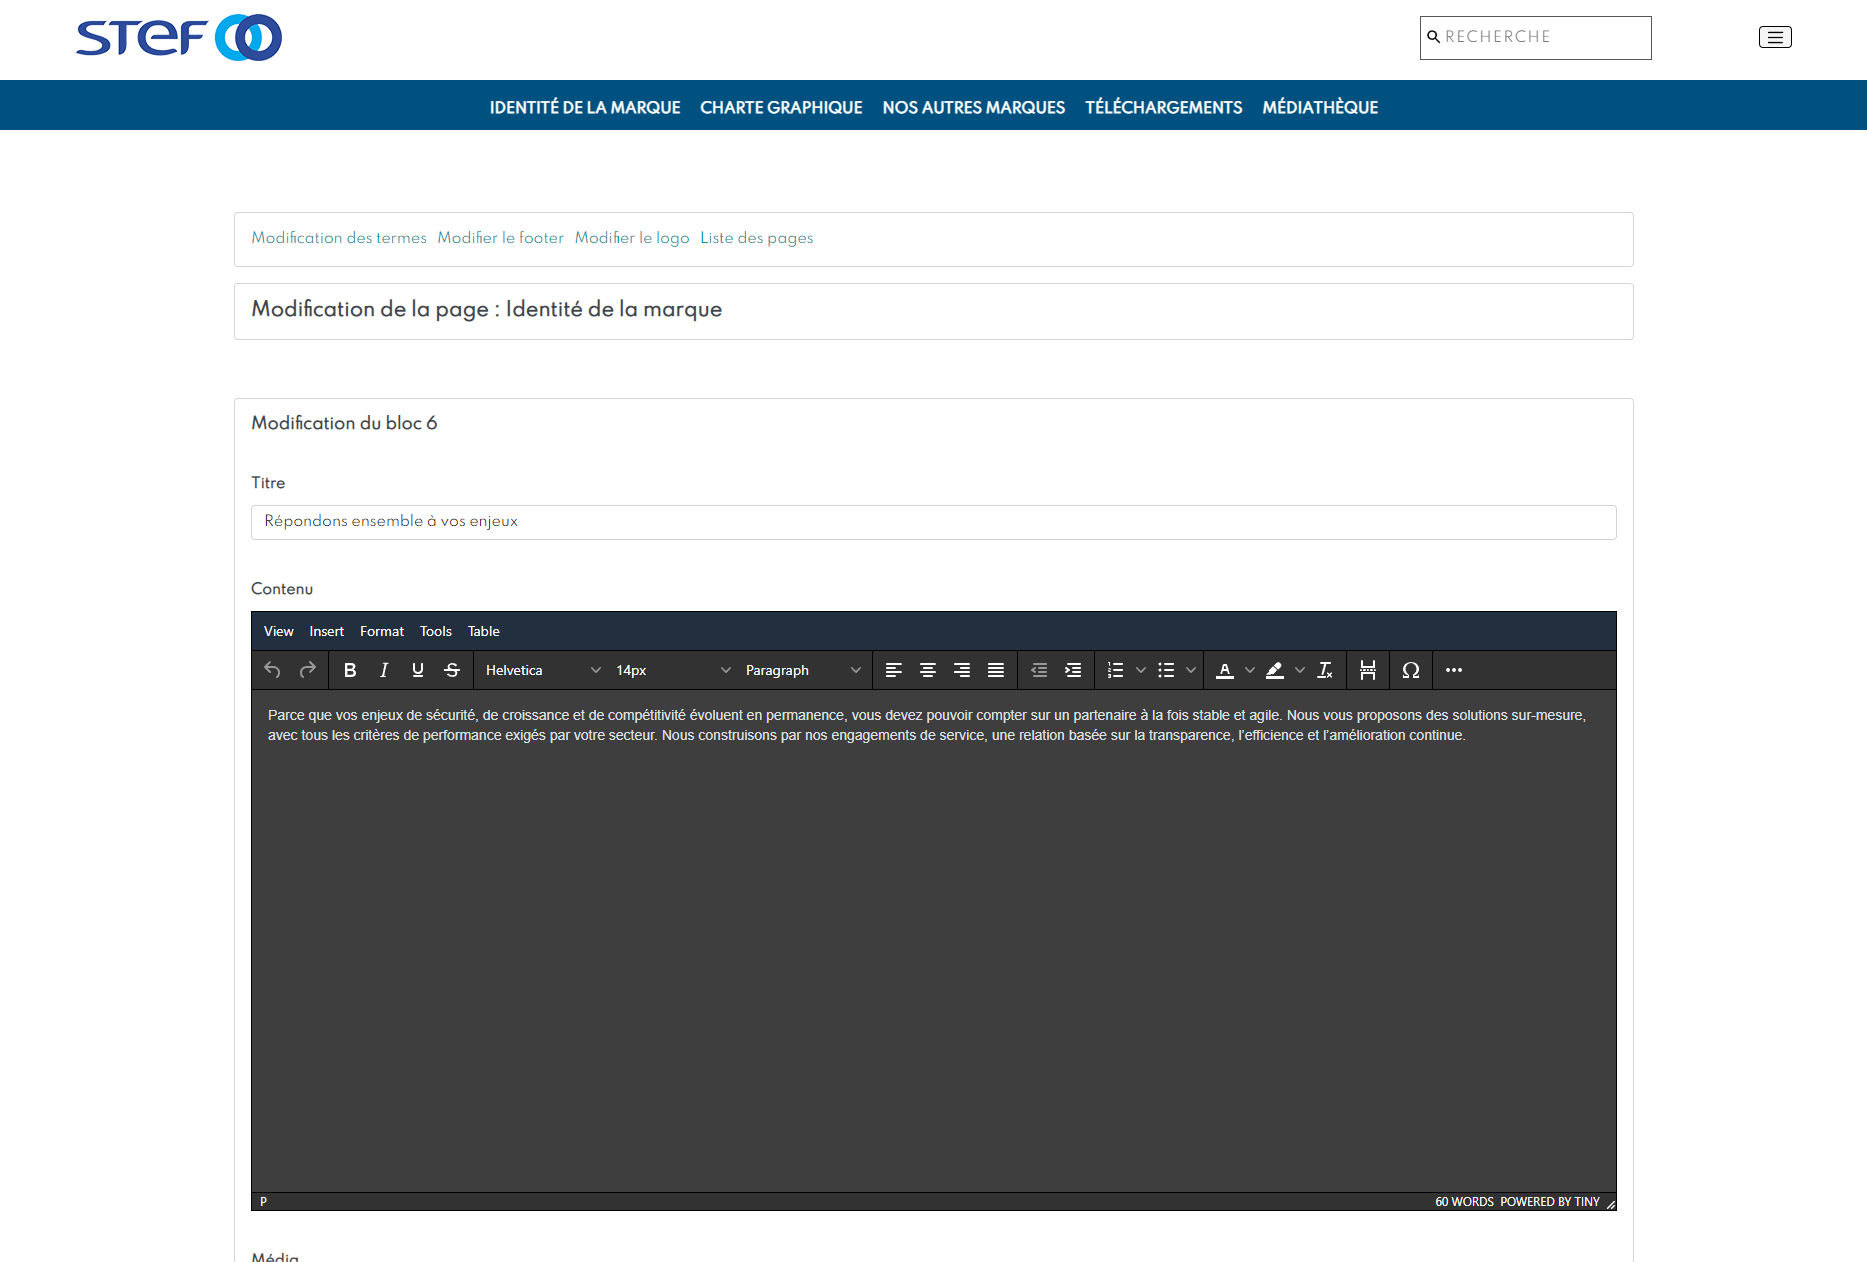 STEF
RECHERCHE
IDENTITÉ DE LA MARQUE CHARTE GRAPHIQUE NOS AUTRES MARQUES TÉLÉCHARGEMENTS MÉDIATHÈQUE
Modification des termes Modifier le footer Modifier le logo Liste des pages
Modification de la page : Identité de la marque
Modification du bloc 6
Titre
Répondons ensemble à vos enjeux
Contenu
View Insert Format Tools Table
Helvetica 14px Paragraph
Parce que vos enjeux de sécurité, de croissance et de compétitivité évoluent en permanence, vous devez pouvoir compter sur un partenaire à la fois stable et agile. Nous vous proposons des solutions sur-mesure,
avec tous les critères de performance exigés par votre secteur. Nous construisons par nos engagements de service, une relation basée sur la transparence, l’efficience et l’amélioration continue.
P 60 WORDS POWERED BY TINY
Média